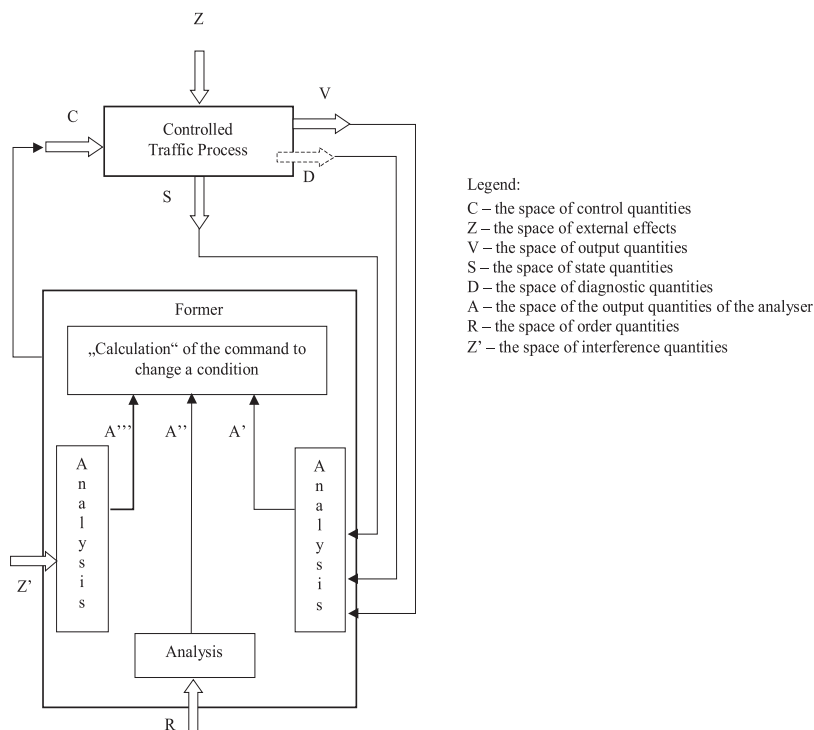 Z
V
C
Controlled
Traffic Process
D
S
Legend:
C – the space of control quantities
Z – the space of external effects
V – the space of output quantities
S – the space of state quantities
D – the space of diagnostic quantities
A – the space of the output quantities of the analyser
R – the space of order quantities
Z’ – the space of interference quantities
Former
„Calculation“ of the command to
change a condition
A’’’
A’’
A’
Analysis
Analysis
Z’
Analysis
R